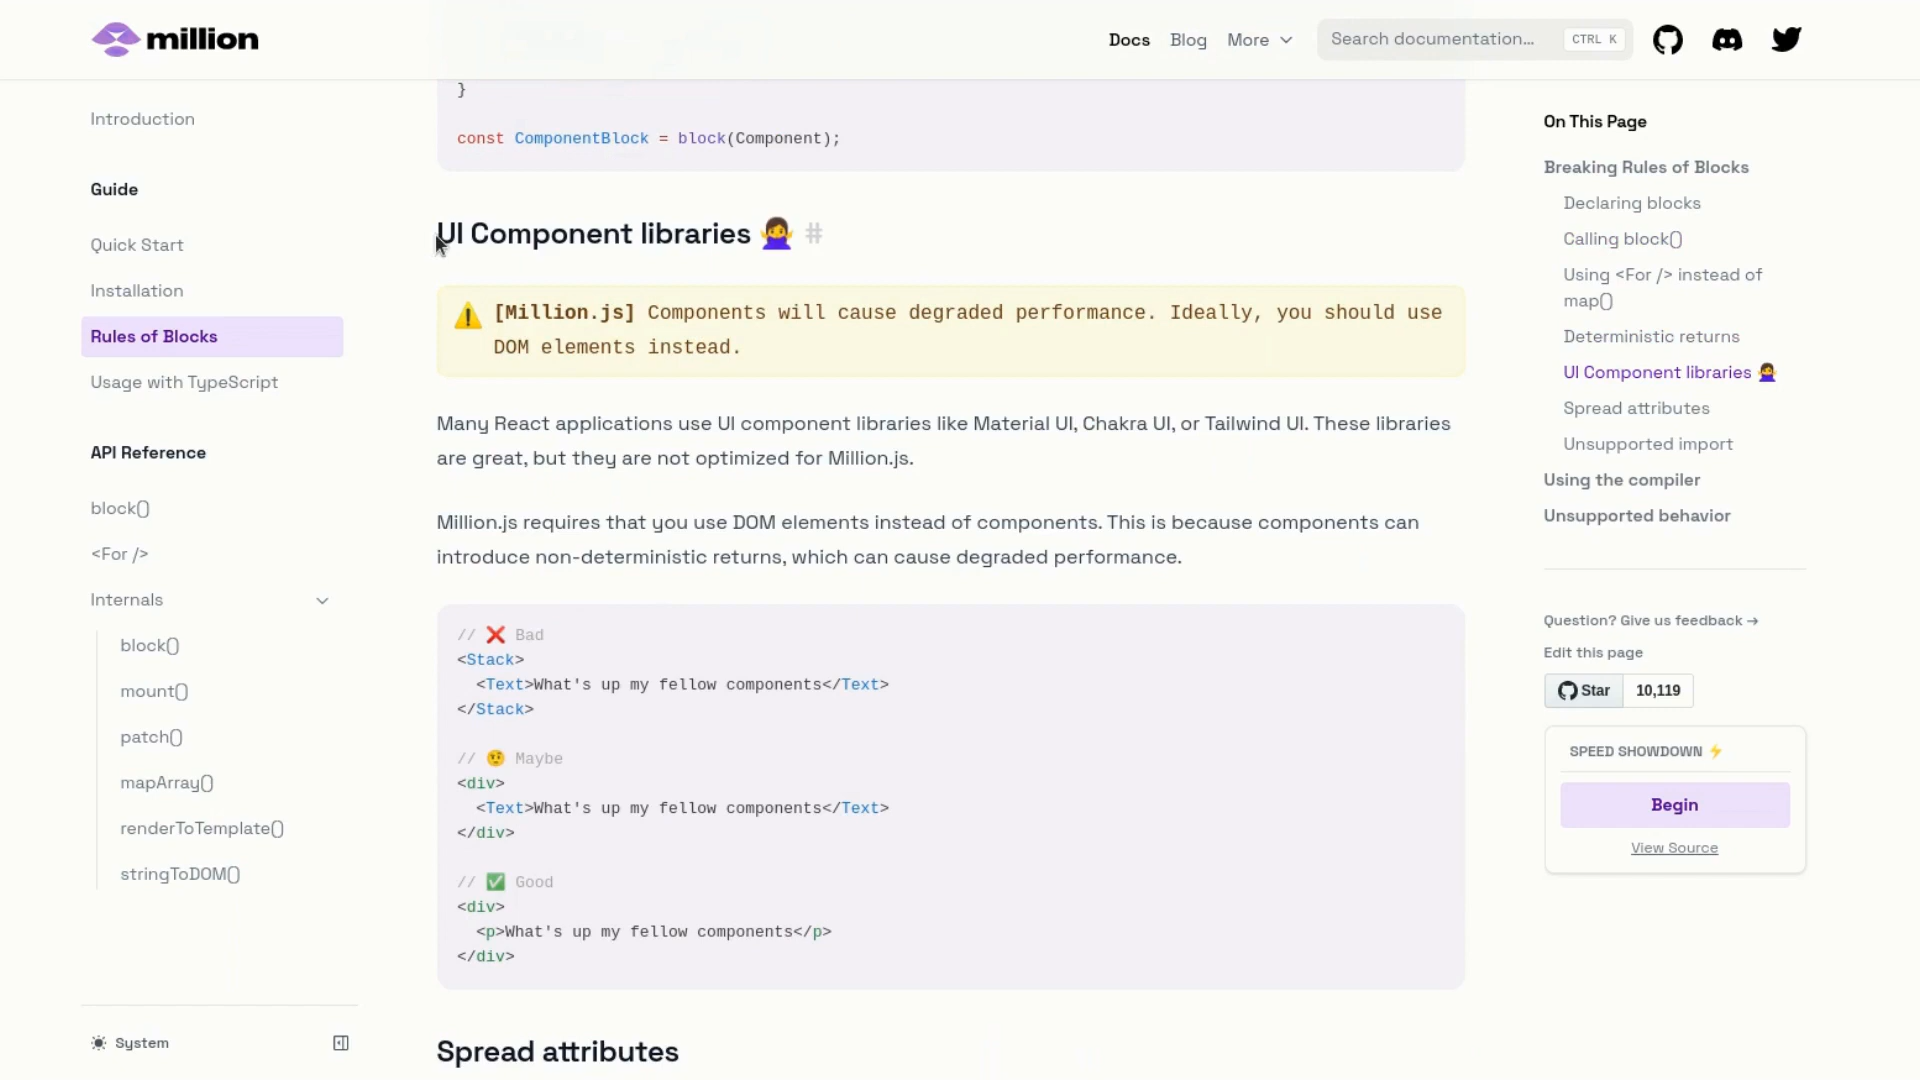 million
Docs
Blog
More
Search documentation...
CTRL K
Introduction
Guide
Quick Start
Installation
Rules of Blocks
Usage with TypeScript
API Reference
block()
<For />
Internals
block()
mount()
patch()
mapArray()
renderToTemplate()
stringToDOM()
System
}
const ComponentBlock = block(Component);
UI Component libraries 🙅‍♀️ #
⚠️ [Million.js] Components will cause degraded performance. Ideally, you should use
DOM elements instead.
Many React applications use UI component libraries like Material UI, Chakra UI, or Tailwind UI. These libraries
are great, but they are not optimized for Million.js.
Million.js requires that you use DOM elements instead of components. This is because components can
introduce non-deterministic returns, which can cause degraded performance.
// ❌ Bad
<Stack>
  <Text>What's up my fellow components</Text>
</Stack>
// 🤨 Maybe
<div>
  <Text>What's up my fellow components</Text>
</div>
// ✅ Good
<div>
  <p>What's up my fellow components</p>
</div>
Spread attributes
On This Page
Breaking Rules of Blocks
Declaring blocks
Calling block()
Using <For /> instead of
map()
Deterministic returns
UI Component libraries 🙅‍♀️
Spread attributes
Unsupported import
Using the compiler
Unsupported behavior
Question? Give us feedback →
Edit this page
Star 10,119
SPEED SHOWDOWN ⚡
Begin
View Source